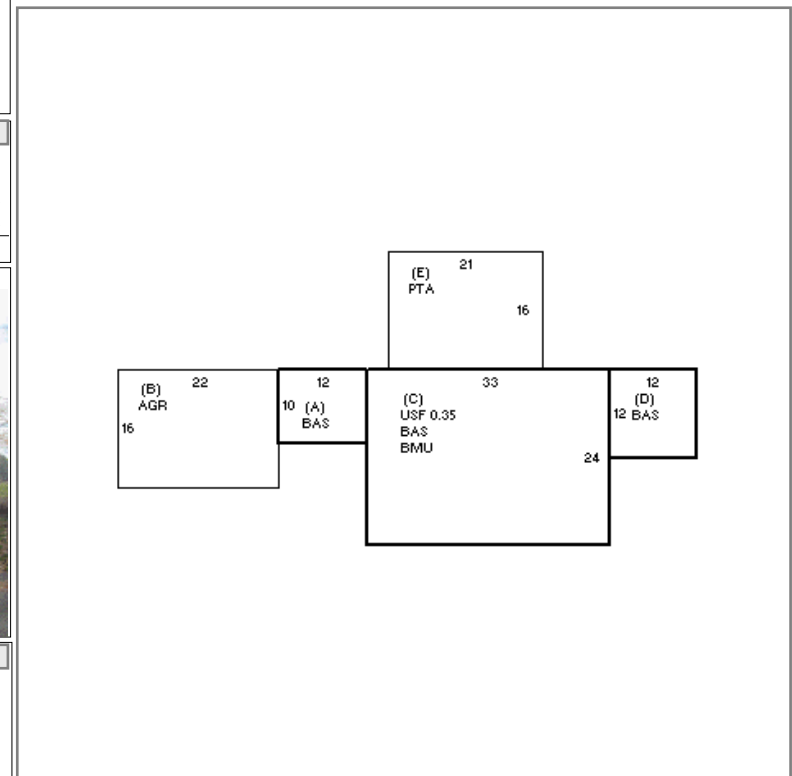 21
(E)
PTA
16
22
(B)
AGR
16
12
10 (A)
BAS
33
(C)
USF 0.35
BAS
BMU
24
12
(D)
12 BAS